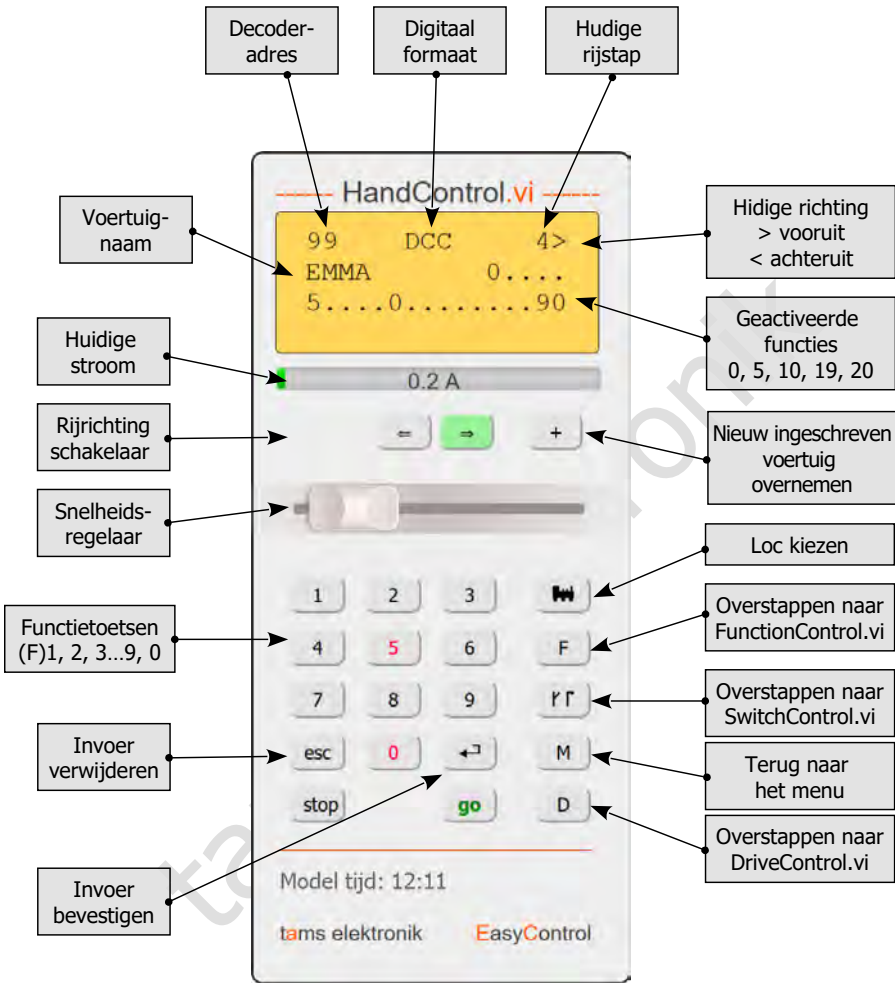 Decoder-
adres
Digitaal
formaat
Hudige
rijstap
HandControl.vi
Voertuig-
naam
99 DCC 4>
EMMA 0....
5....0........90
Hidige richting
> vooruit
< achteruit
Geactiveerde
functies
0, 5, 10, 19, 20
Huidige
stroom
0.2 A
Rijrichting
schakelaar
⇐ ⇒ +
Nieuw ingeschreven
voertuig
overnemen
Snelheids-
regelaar
Loc kiezen
1 2 3
Functietoetsen
(F)1, 2, 3...9, 0
4 5 6 F
Overstappen naar
FunctionControl.vi
7 8 9
Overstappen naar
SwitchControl.vi
Invoer
verwijderen
esc 0 ↵ M
Terug naar
het menu
stop go D
Overstappen naar
DriveControl.vi
Invoer
bevestigen
Model tijd: 12:11
tams elektronik EasyControl